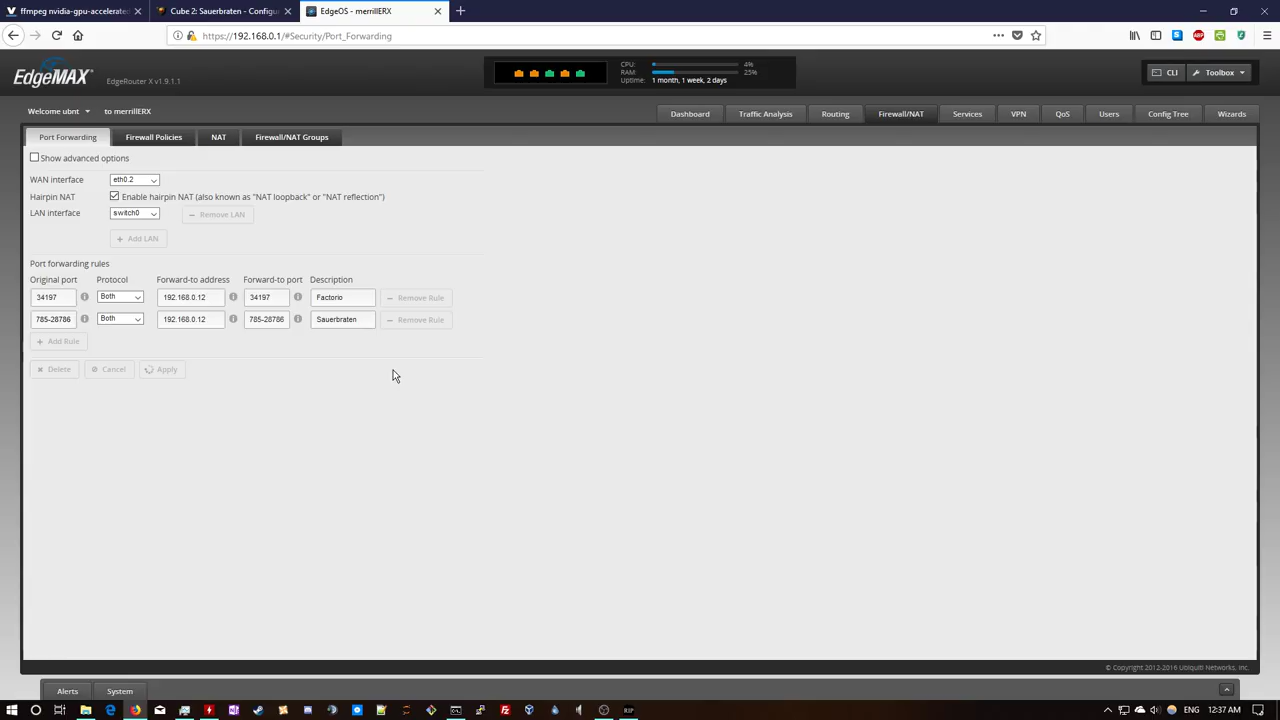 ffmpeg nvidia-gpu-accelerated
Cube 2: Sauerbraten - Configu
EdgeOS - merrillERX
https://192.168.0.1/#Security/Port_Forwarding
EdgeMAX
EdgeRouter X v1.9.1.1
CPU: 4%
RAM: 25%
Uptime: 1 month, 1 week, 2 days
CLI
Toolbox
Welcome ubnt
to merrillERX
Dashboard
Traffic Analysis
Routing
Firewall/NAT
Services
VPN
QoS
Users
Config Tree
Wizards
Port Forwarding
Firewall Policies
NAT
Firewall/NAT Groups
Show advanced options
WAN interface eth0.2
Hairpin NAT Enable hairpin NAT (also known as "NAT loopback" or "NAT reflection")
LAN interface switch0 Remove LAN
Add LAN
Port forwarding rules
Original port Protocol Forward-to address Forward-to port Description
34197 Both 192.168.0.12 34197 Factorio Remove Rule
785-28786 Both 192.168.0.12 785-28786 Sauerbraten Remove Rule
Add Rule
Delete Cancel Apply
© Copyright 2012-2016 Ubiquiti Networks, Inc.
Alerts
System
ENG
12:37 AM